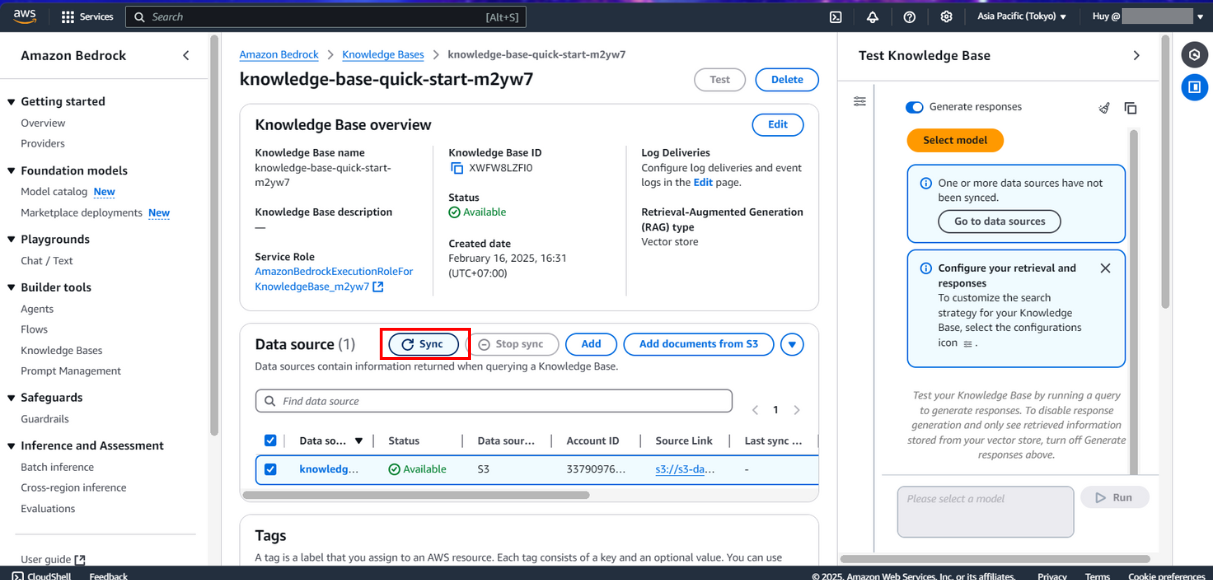 aws
Services
Search
[Alt+S]
Asia Pacific (Tokyo)
Huy @
Amazon Bedrock
Getting started
Overview
Providers
Foundation models
Model catalog New
Marketplace deployments New
Playgrounds
Chat / Text
Builder tools
Agents
Flows
Knowledge Bases
Prompt Management
Safeguards
Guardrails
Inference and Assessment
Batch inference
Cross-region inference
Evaluations
User guide
Amazon Bedrock > Knowledge Bases > knowledge-base-quick-start-m2yw7
knowledge-base-quick-start-m2yw7
Test
Delete
Knowledge Base overview
Edit
Knowledge Base name
knowledge-base-quick-start-
m2yw7
Knowledge Base description
—
Service Role
AmazonBedrockExecutionRoleFor
KnowledgeBase_m2yw7
Knowledge Base ID
XWFW8LZFI0
Status
Available
Created date
February 16, 2025, 16:31
(UTC+07:00)
Log Deliveries
Configure log deliveries and event
logs in the Edit page.
Retrieval-Augmented Generation
(RAG) type
Vector store
Data source (1)
Sync
Stop sync
Add
Add documents from S3
Data sources contain information returned when querying a Knowledge Base.
Find data source
1
Data so...
Status
Data sour...
Account ID
Source Link
Last sync ...
knowledg...
Available
S3
33790976...
s3://s3-da...
-
Tags
A tag is a label that you assign to an AWS resource. Each tag consists of a key and an optional value. You can use
Test Knowledge Base
Generate responses
Select model
One or more data sources have not
been synced.
Go to data sources
Configure your retrieval and
responses
To customize the search
strategy for your Knowledge
Base, select the configurations
icon .
Test your Knowledge Base by running a query
to generate responses. To disable response
generation and only see retrieved information
stored from your vector store, turn off Generate
responses above.
Please select a model
Run
CloudShell
Feedback
© 2025, Amazon Web Services, Inc. or its affiliates.
Privacy
Terms
Cookie preferences